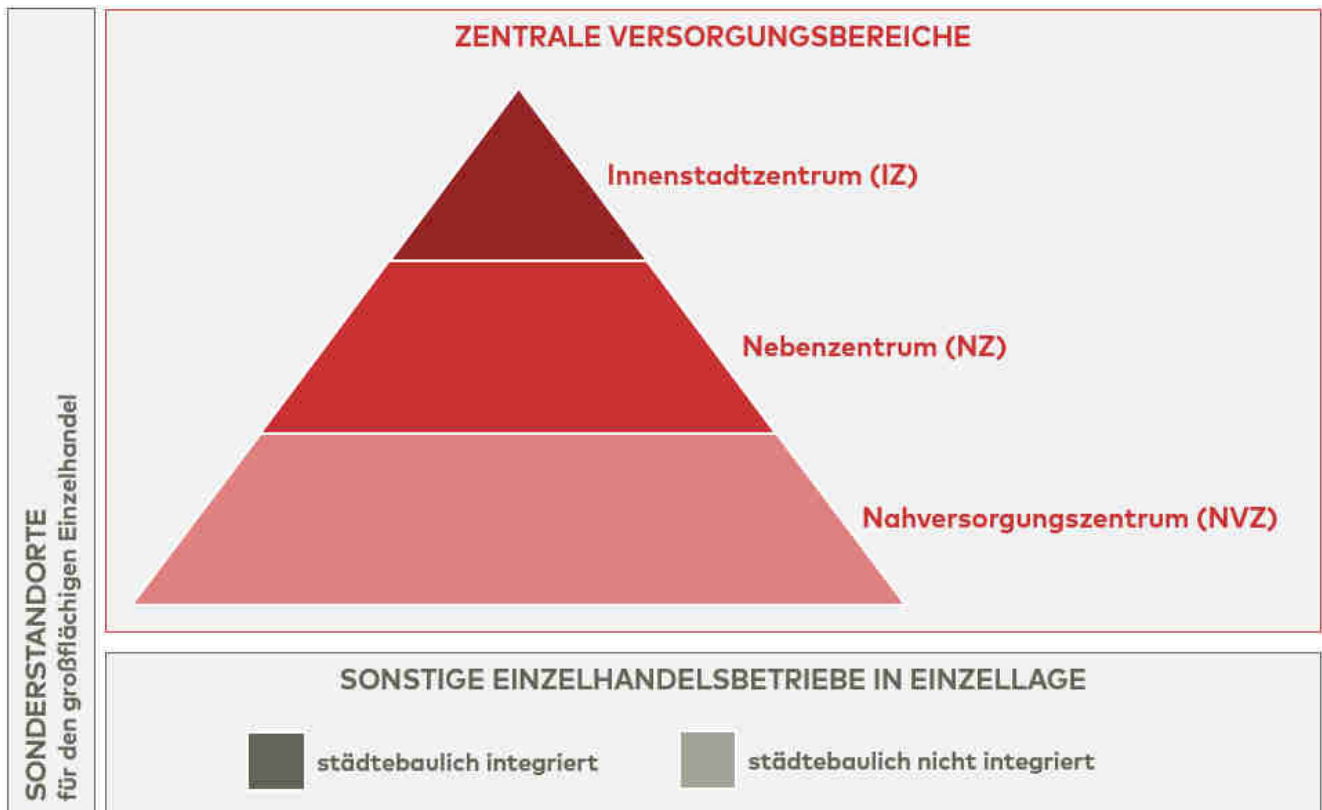 ZENTRALE VERSORGUNGSBEREICHE
Innenstadtzentrum (IZ)
Nebenzentrum (NZ)
Nahversorgungszentrum (NVZ)
SONDERSTANDORTE
für den großflächigen Einzelhandel
SONSTIGE EINZELHANDELSBETRIEBE IN EINZELLAGE
städtebaulich integriert
städtebaulich nicht integriert